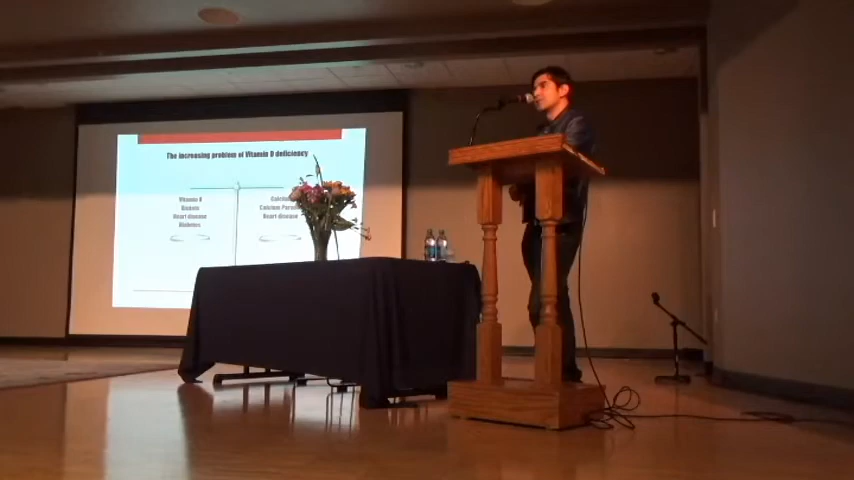 The increasing problem of Vitamin D deficiency
Vitamin D
Rickets
Heart disease
Diabetes
Calcium
Heart disease